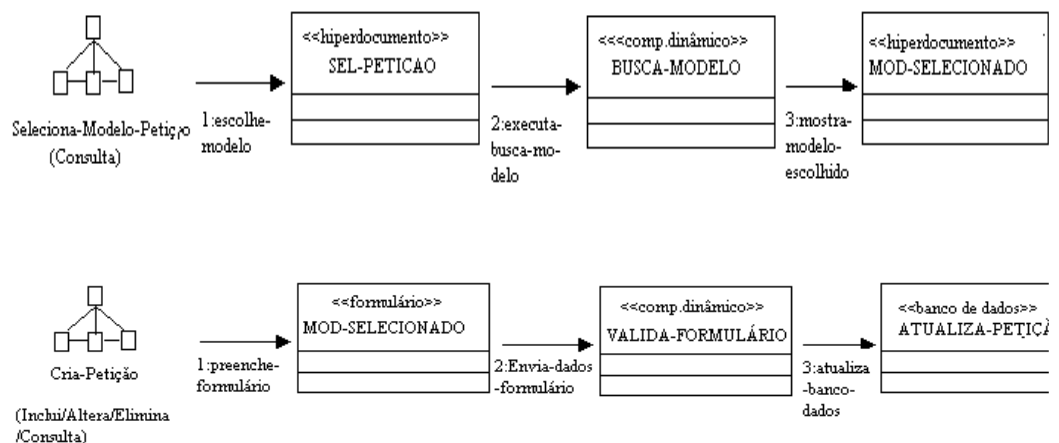 <<hiperdocumento>>
SEL-PETICAO
<<<comp.dinâmico>>
BUSCA-MODELO
<<hiperdocumento>>
MOD-SELECIONADO
Seleciona-Modelo-Petição
(Consulta)
1:escolhe-
modelo
2:executa-
busca-mo-
delo
3:mostra-
modelo-
escolhido
<<formulário>>
MOD-SELECIONADO
<<comp.dinâmico>>
VALIDA-FORMULÁRIO
<<banco de dados>>
ATUALIZA-PETIÇÃ
Cria-Petição
1:preenche-
formulário
2:Envia-dados
-formulário
3:atualiza
-banco-
dados
(Inclui/Altera/Elimina
/Consulta)